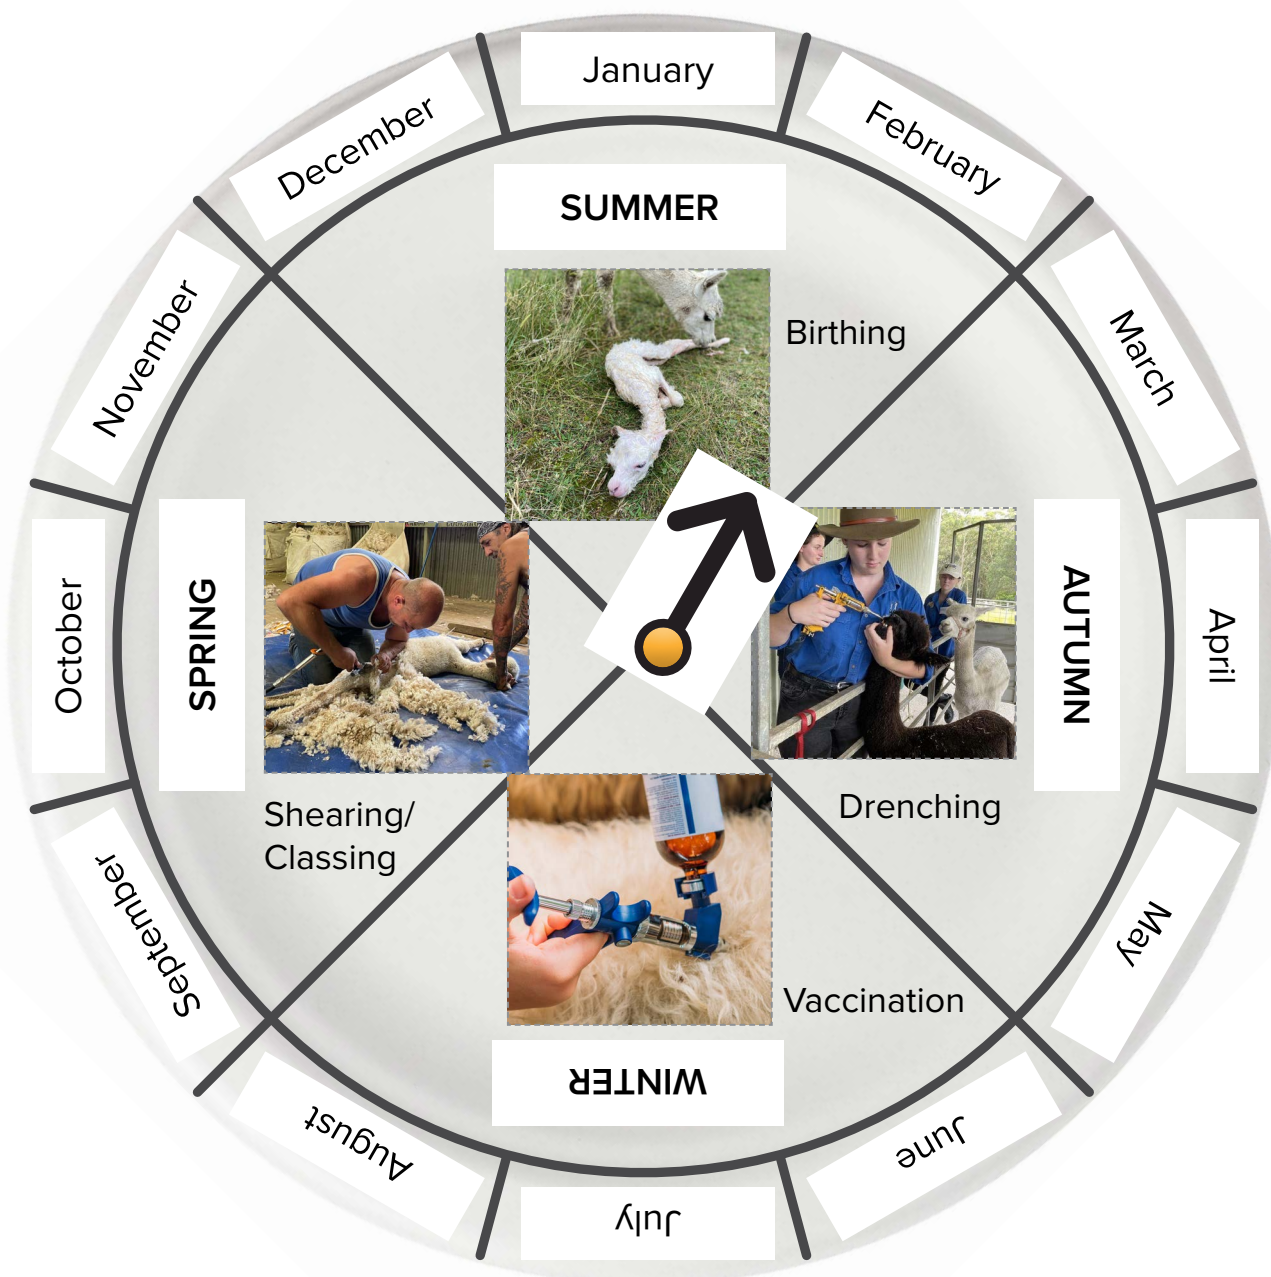 January
February
March
April
May
June
July
August
September
October
November
December
SUMMER
Birthing
AUTUMN
Drenching
WINTER
Vaccination
SPRING
Shearing/
Classing